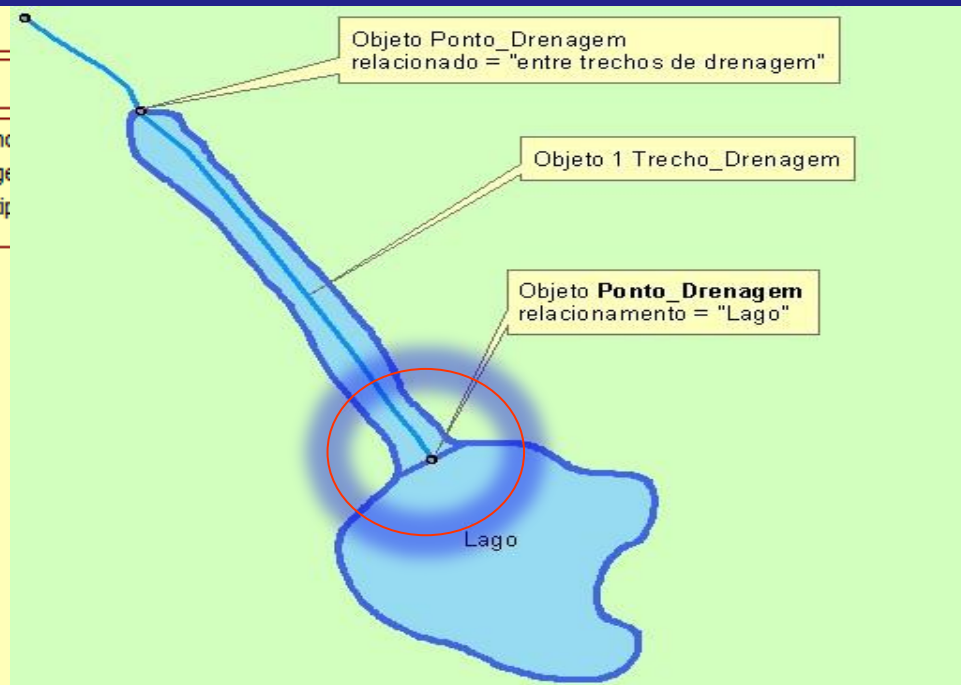 Objeto Ponto_Drenagem
relacionado = "entre trechos de drenagem"
Objeto 1 Trecho_Drenagem
Objeto Ponto_Drenagem
relacionamento = "Lago"
Lago